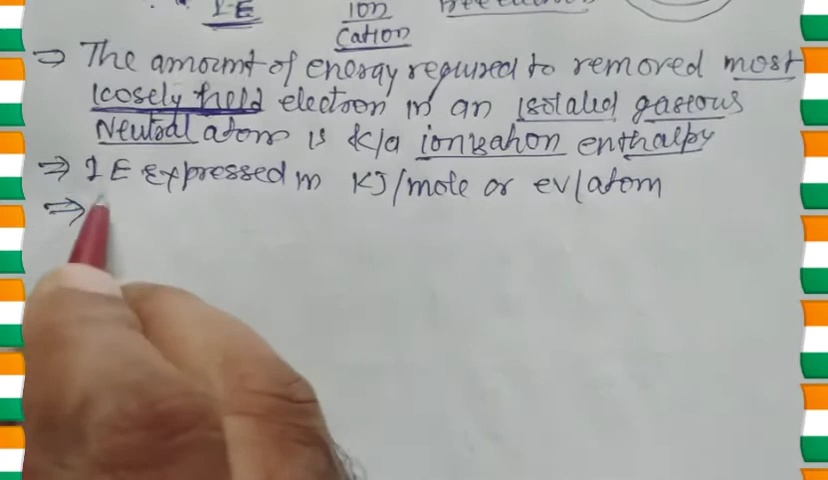 I-E ion
Cation
⇒ The amount of energy required to removed most
loosely held electron in an isolated gaseous
Neutral atom is k/a ionisation enthalpy
⇒ IE expressed in KJ/mole or ev/atom
⇒